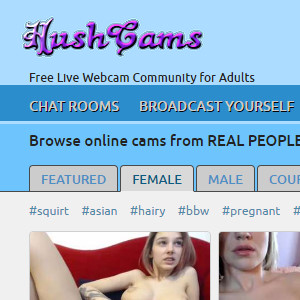 HushCams
Free Live Webcam Community for Adults
CHAT ROOMS BROADCAST YOURSELF
Browse online cams from REAL PEOPLE
FEATURED FEMALE MALE COU
#squirt #asian #hairy #bbw #pregnant #